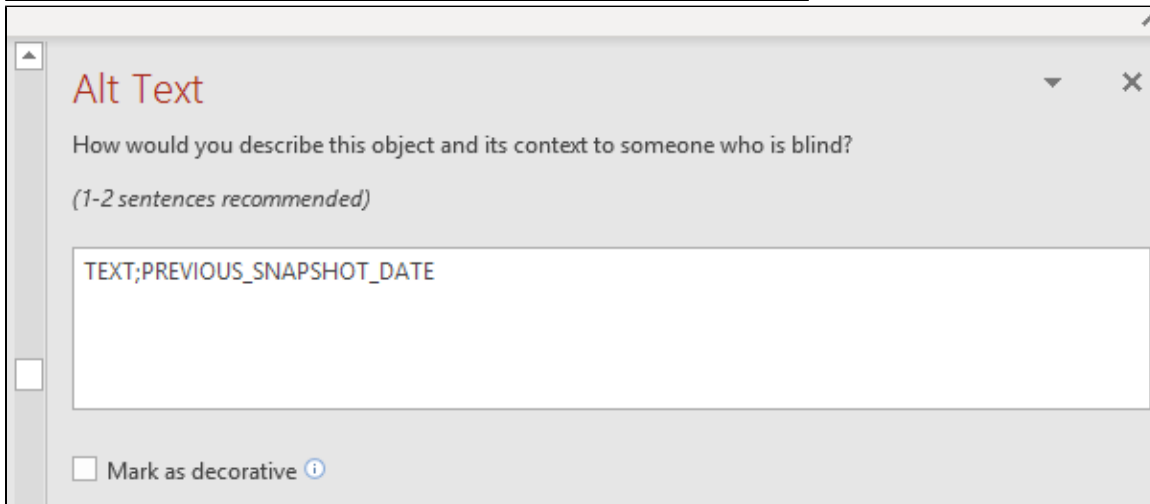 Alt Text
How would you describe this object and its context to someone who is blind?
(1-2 sentences recommended)
TEXT;PREVIOUS_SNAPSHOT_DATE
Mark as decorative